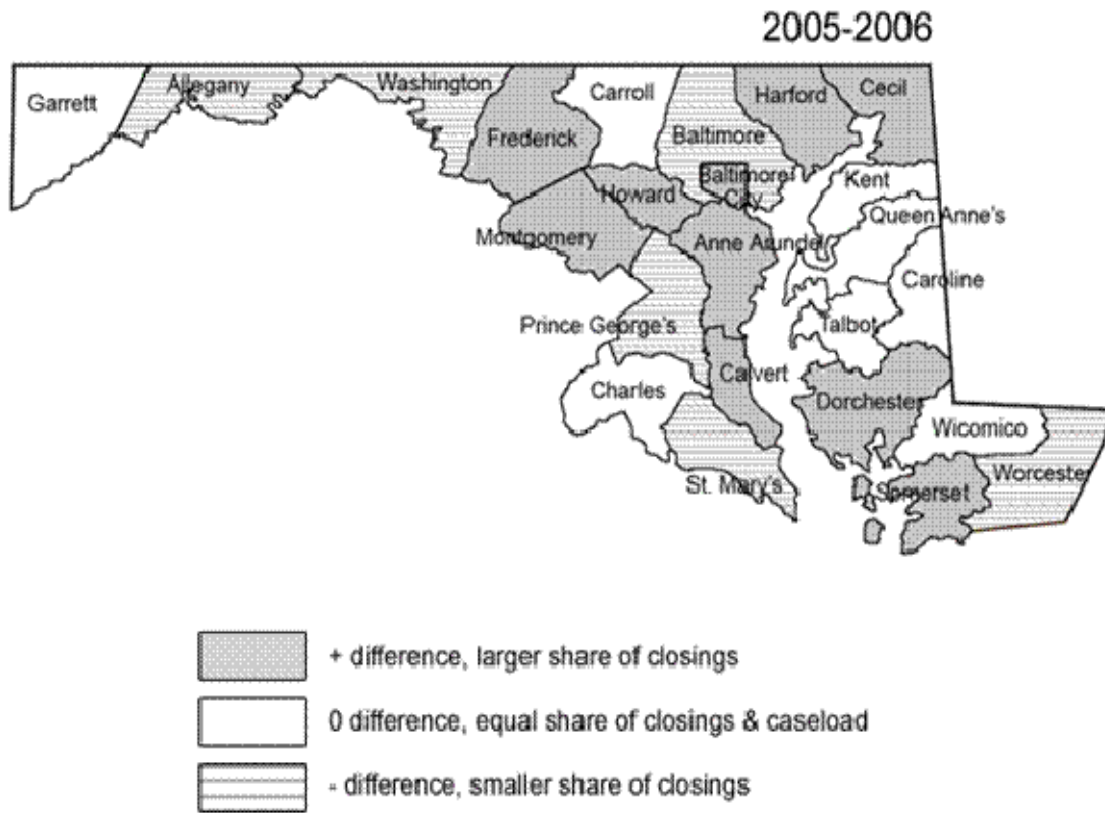 2005-2006
Garrett
Allegany
Washington
Frederick
Carroll
Baltimore
Harford
Cecil
Baltimore
City
Howard
Montgomery
Anne Arundel
Kent
Queen Anne's
Caroline
Talbot
Prince George's
Calvert
Charles
St. Mary's
Dorchester
Wicomico
Somerset
Worcester
+ difference, larger share of closings
0 difference, equal share of closings & caseload
- difference, smaller share of closings